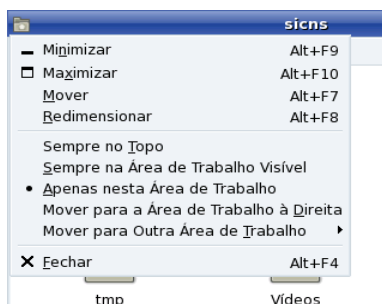 sicns
Minimizar Alt+F9
Maximizar Alt+F10
Mover Alt+F7
Redimensionar Alt+F8
Sempre no Topo
Sempre na Área de Trabalho Visível
Apenas nesta Área de Trabalho
Mover para a Área de Trabalho à Direita
Mover para Outra Área de Trabalho
Fechar Alt+F4
tmp Vídeos